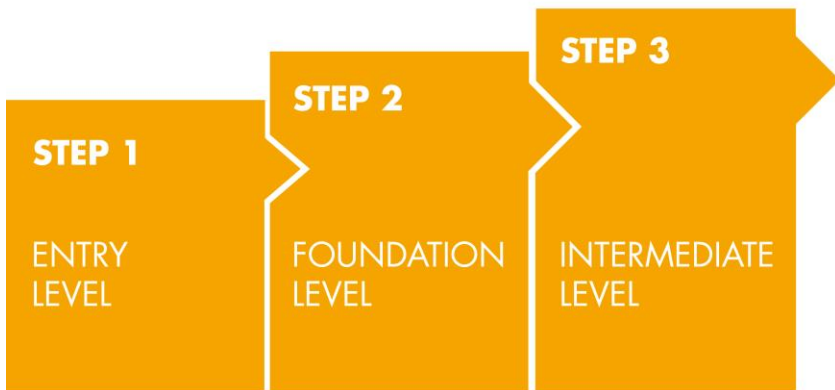 STEP 1
ENTRY
LEVEL
STEP 2
FOUNDATION
LEVEL
STEP 3
INTERMEDIATE
LEVEL